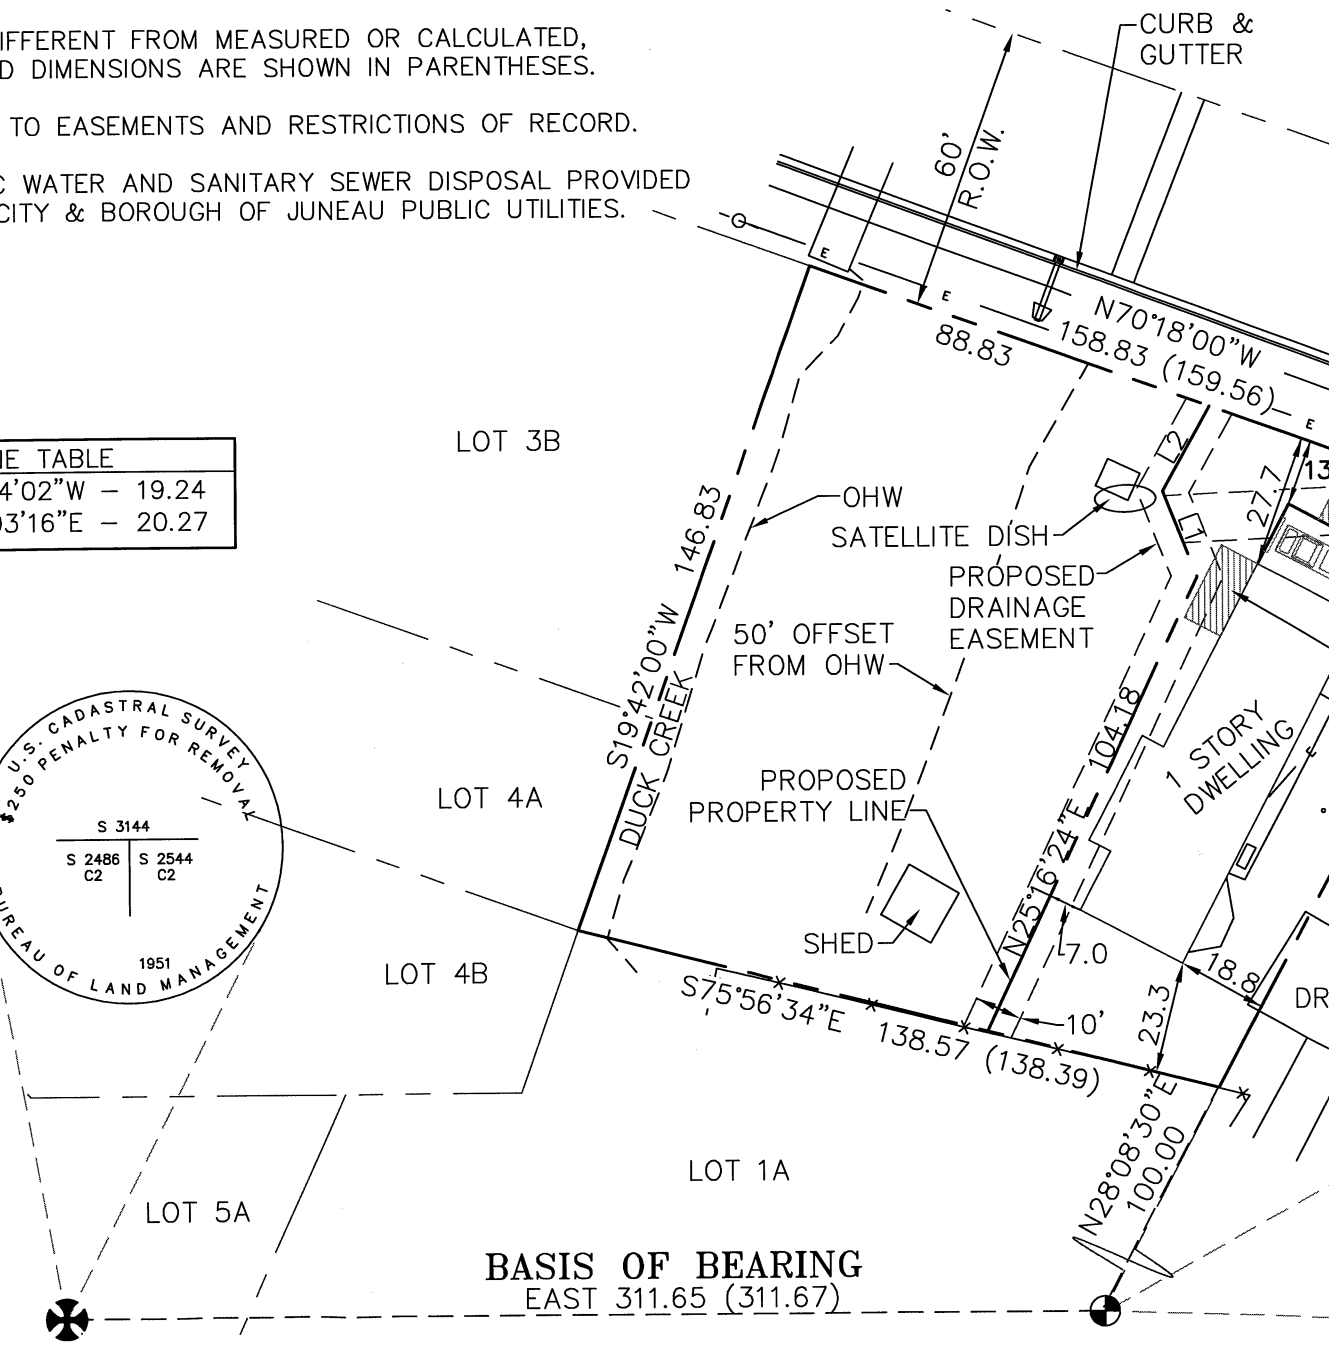 IFFERENT FROM MEASURED OR CALCULATED,
D DIMENSIONS ARE SHOWN IN PARENTHESES.
TO EASEMENTS AND RESTRICTIONS OF RECORD.
C WATER AND SANITARY SEWER DISPOSAL PROVIDED
CITY & BOROUGH OF JUNEAU PUBLIC UTILITIES.
CURB &
GUTTER
60'
R.O.W.
E
E
N70°18'00"W
88.83
158.83 (159.56)
E
LOT 3B
NE TABLE
4'02"W – 19.24
03'16"E – 20.27
L2
L1
27.7
13
OHW
SATELLITE DISH
PROPOSED
DRAINAGE
EASEMENT
50' OFFSET
FROM OHW
S19°42'00"W 146.83
DUCK CREEK
104.18
N25°16'24"E
1 STORY
DWELLING
E
PROPOSED
PROPERTY LINE
LOT 4A
U.S. CADASTRAL SURVEY
$250 PENALTY FOR REMOVAL
S 3144
S 2486
C2
S 2544
C2
1951
BUREAU OF LAND MANAGEMENT
SHED
7.0
18.8
23.3
10'
DR
LOT 4B
S75°56'34"E 138.57 (138.39)
N28°08'30"E
100.00
LOT 1A
LOT 5A
BASIS OF BEARING
EAST 311.65 (311.67)